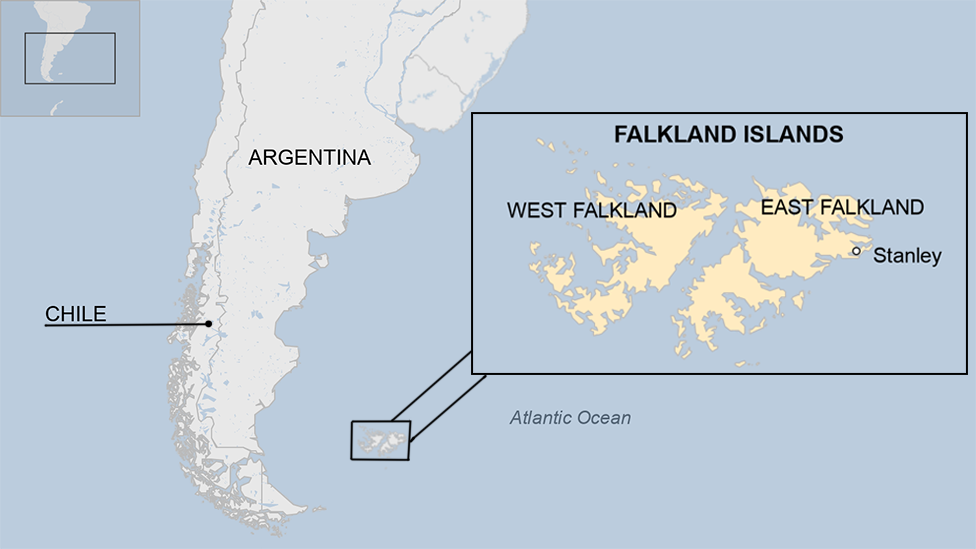 ARGENTINA
CHILE
FALKLAND ISLANDS
WEST FALKLAND
EAST FALKLAND
Stanley
Atlantic Ocean